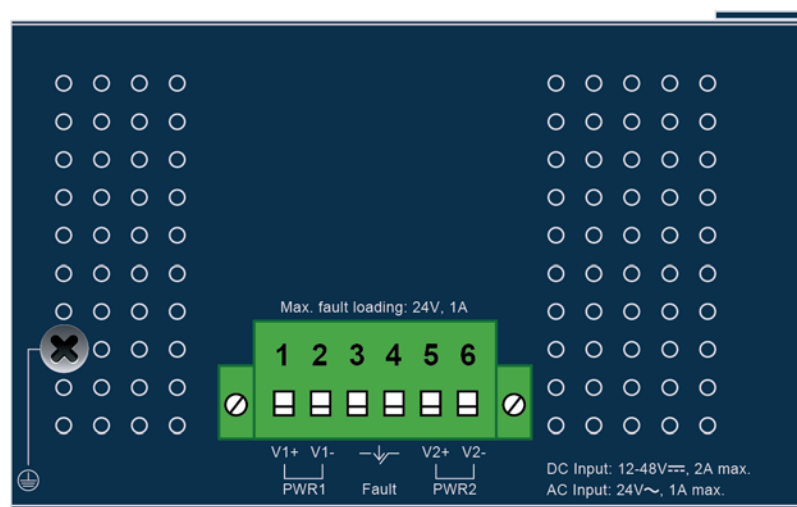 Max. fault loading: 24V, 1A
1 2 3 4 5 6
V1+ V1- V2+ V2-
PWR1 Fault PWR2
DC Input: 12-48V⎓, 2A max.
AC Input: 24V~, 1A max.